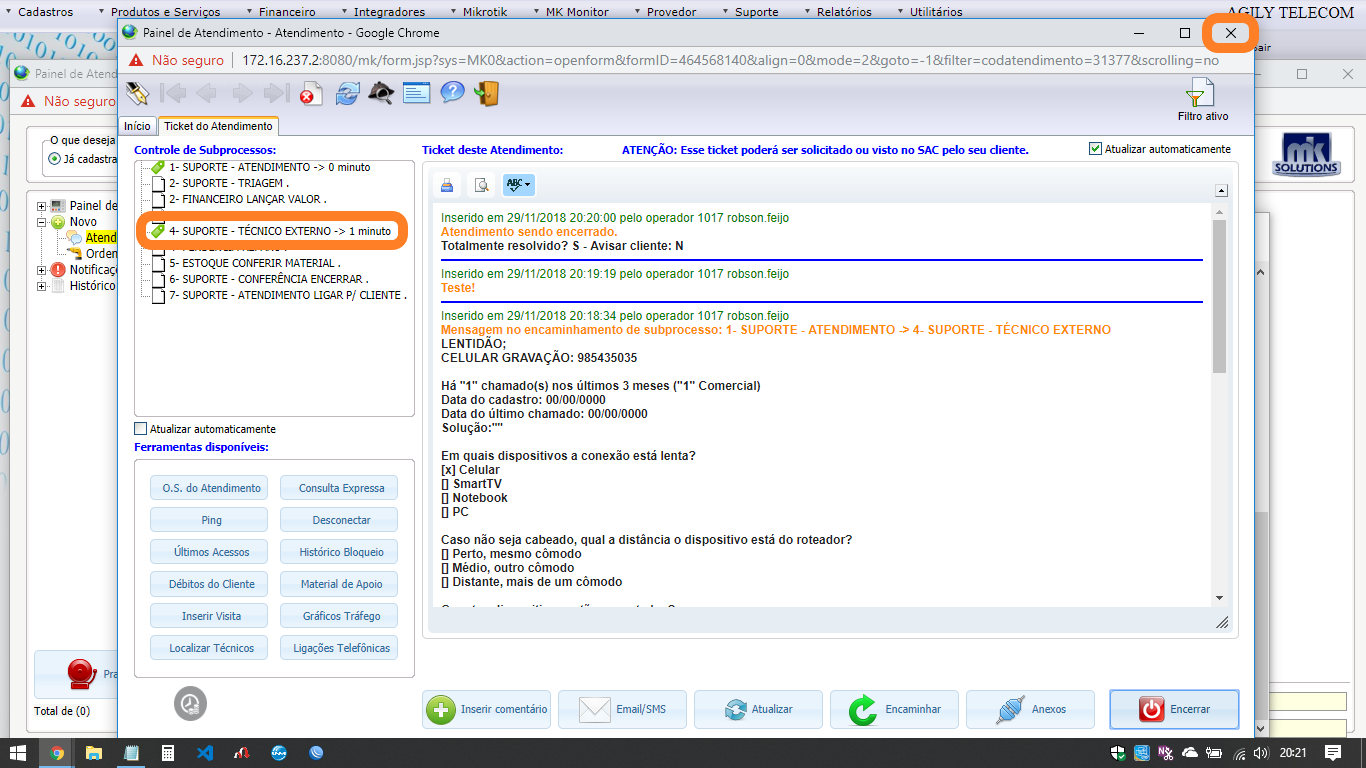 Cadastros
Produtos e Serviços
Financeiro
Integradores
Mikrotik
MK Monitor
Provedor
Suporte
Relatórios
Utilitários
AGILY TELECOM
Painel de Atendimento - Atendimento - Google Chrome
Painel de Atend
Não seguro
172.16.237.2:8080/mk/form.jsp?sys=MK0&action=openform&formID=464568140&align=0&mode=2&goto=-1&filter=codatendimento=31377&scrolling=no
Não seguro
Filtro ativo
Início
Ticket do Atendimento
O que deseja
Já cadastra
Painel de
Novo
Atend
Orden
Notificaç
Histórico
mk
SOLUTIONS
Controle de Subprocessos:
1- SUPORTE - ATENDIMENTO -> 0 minuto
2- SUPORTE - TRIAGEM .
2- FINANCEIRO LANÇAR VALOR .
4- SUPORTE - TÉCNICO EXTERNO -> 1 minuto
5- ESTOQUE CONFERIR MATERIAL .
6- SUPORTE - CONFERÊNCIA ENCERRAR .
7- SUPORTE - ATENDIMENTO LIGAR P/ CLIENTE .
Atualizar automaticamente
Ferramentas disponíveis:
O.S. do Atendimento
Consulta Expressa
Ping
Desconectar
Últimos Acessos
Histórico Bloqueio
Débitos do Cliente
Material de Apoio
Inserir Visita
Gráficos Tráfego
Localizar Técnicos
Ligações Telefônicas
Ticket deste Atendimento:
ATENÇÃO: Esse ticket poderá ser solicitado ou visto no SAC pelo seu cliente.
Atualizar automaticamente
ABC
Inserido em 29/11/2018 20:20:00 pelo operador 1017 robson.feijo
Atendimento sendo encerrado.
Totalmente resolvido? S - Avisar cliente: N
Inserido em 29/11/2018 20:19:19 pelo operador 1017 robson.feijo
Teste!
Inserido em 29/11/2018 20:18:34 pelo operador 1017 robson.feijo
Mensagem no encaminhamento de subprocesso: 1- SUPORTE - ATENDIMENTO -> 4- SUPORTE - TÉCNICO EXTERNO
LENTIDÃO;
CELULAR GRAVAÇÃO: 985435035
Há "1" chamado(s) nos últimos 3 meses ("1" Comercial)
Data do cadastro: 00/00/0000
Data do último chamado: 00/00/0000
Solução:""
Em quais dispositivos a conexão está lenta?
[x] Celular
[] SmartTV
[] Notebook
[] PC
Caso não seja cabeado, qual a distância o dispositivo está do roteador?
[] Perto, mesmo cômodo
[] Médio, outro cômodo
[] Distante, mais de um cômodo
Inserir comentário
Email/SMS
Atualizar
Encaminhar
Anexos
Encerrar
Pra
Total de (0)
20:21